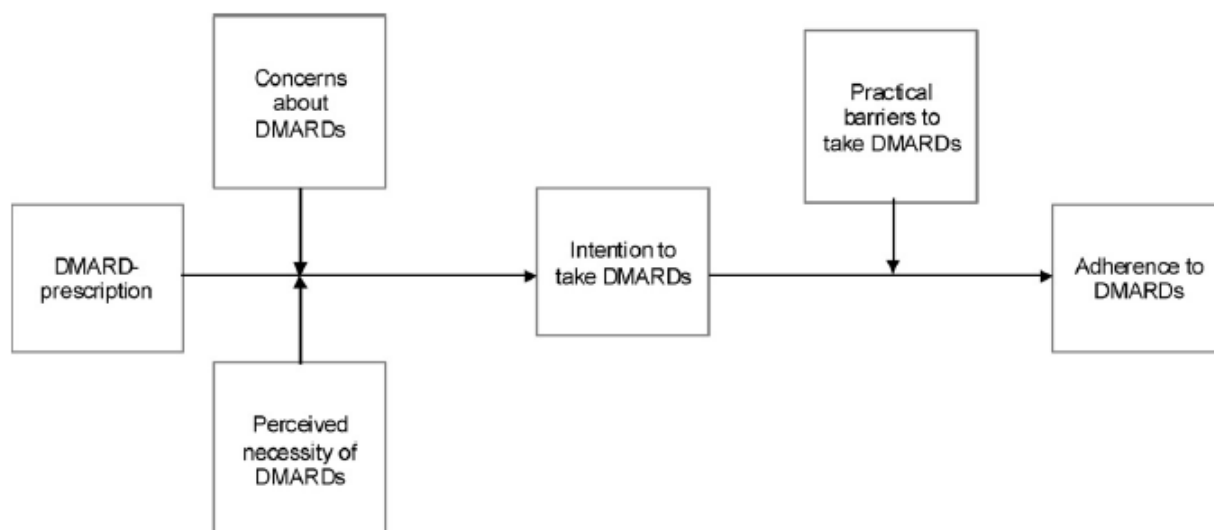 Concerns
about
DMARDs
Practical
barriers to
take DMARDs
DMARD-
prescription
Intention to
take DMARDs
Adherence to
DMARDs
Perceived
necessity of
DMARDs